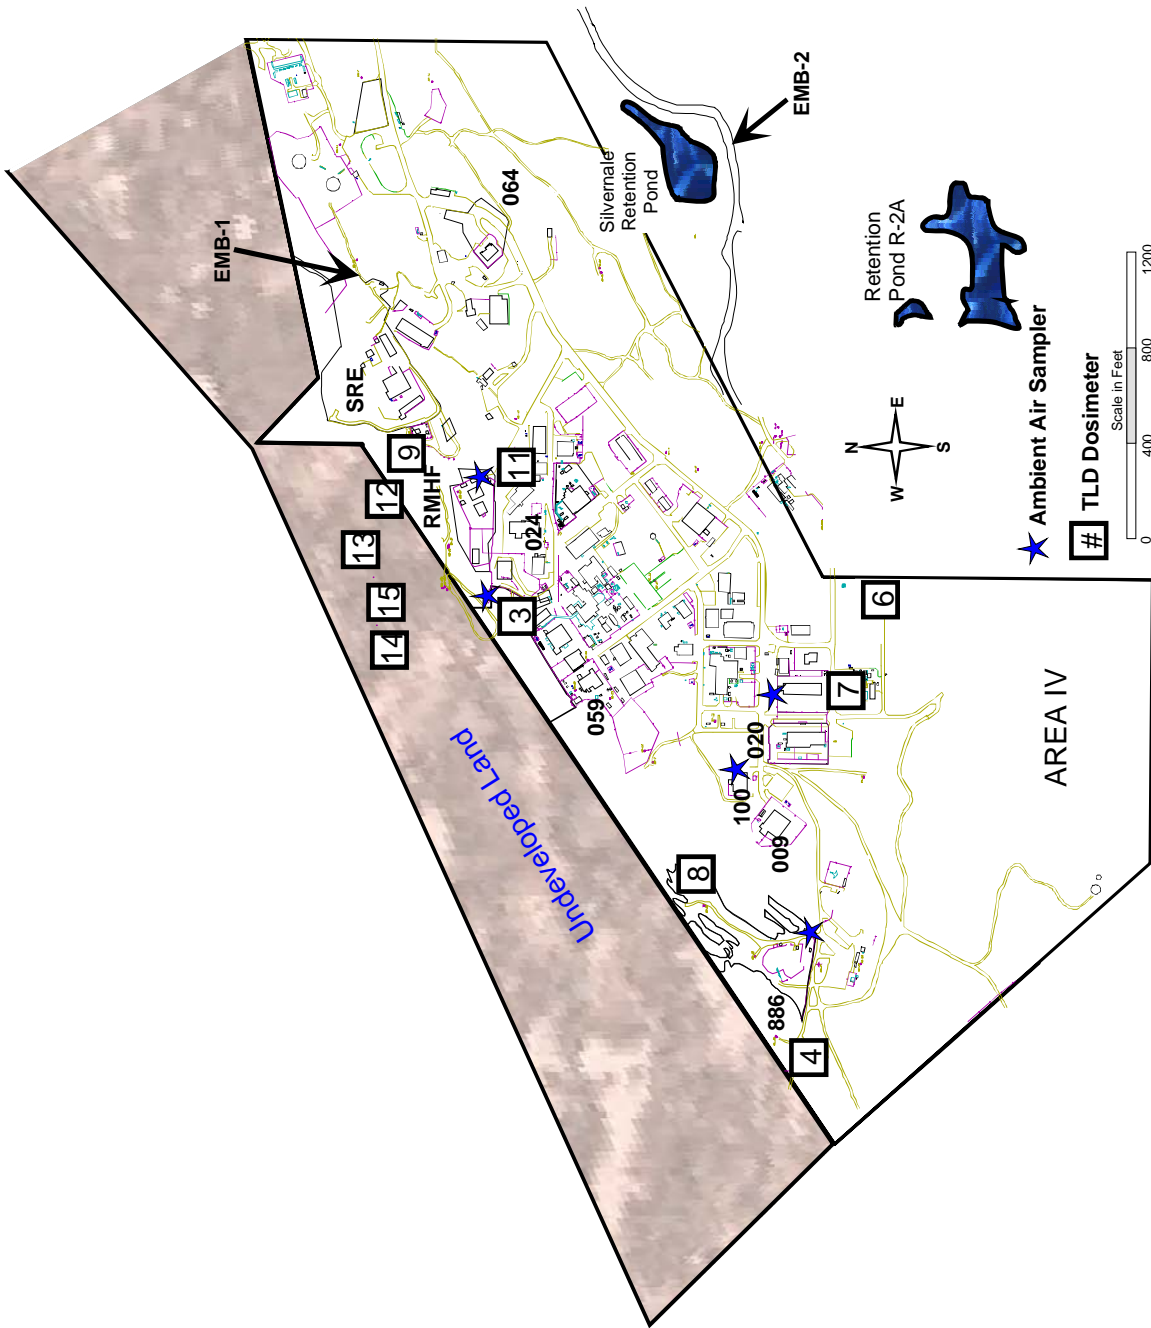 EMB-1
SRE
9
12
RMHF
13
11
15
024
3
14
059
064
Silvernale
Retention
Pond
EMB-2
Undeveloped Land
Retention
Pond R-2A
N
W
E
S
6
7
020
100
009
8
886
4
AREA IV
Ambient Air Sampler
# TLD Dosimeter
Scale in Feet
0 400 800 1200